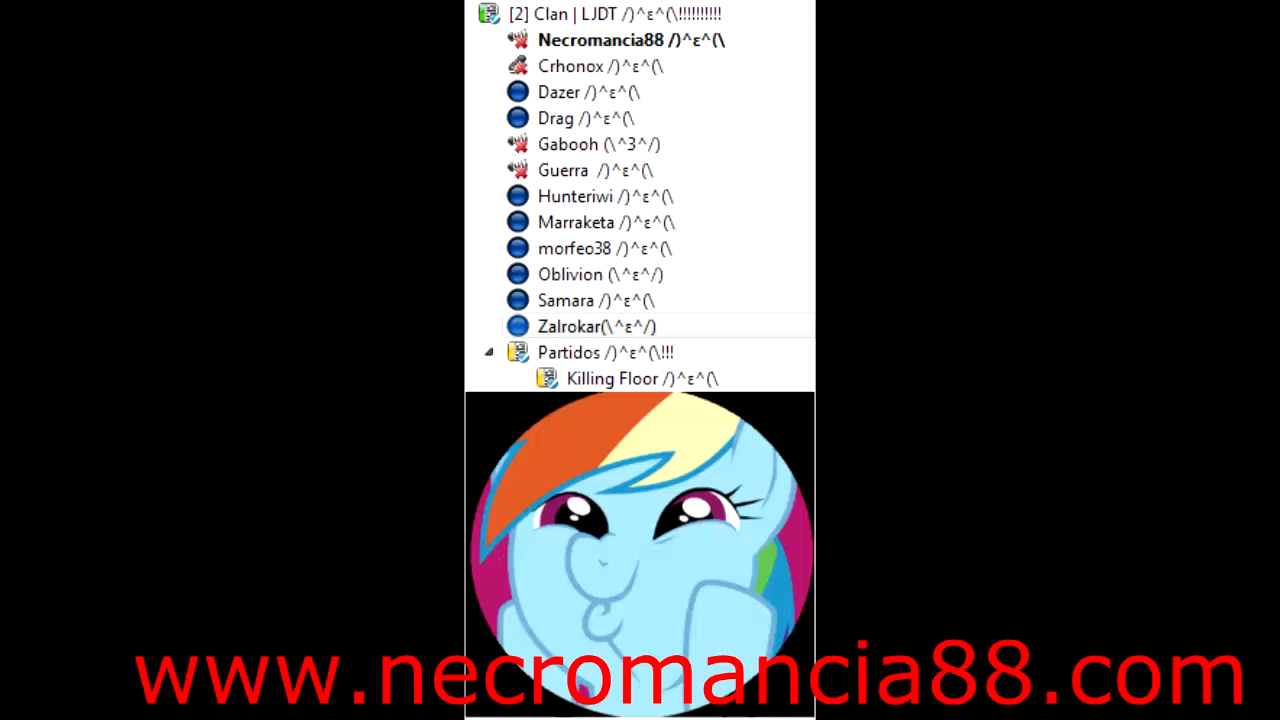 [2] Clan | LJDT /)^ε^(\!!!!!!!!!!
Necromancia88 /)^ε^(\
Crhonox /)^ε^(\
Dazer /)^ε^(\
Drag /)^ε^(\
Gabooh (\^3^/)
Guerra  /)^ε^(\
Hunteriwi /)^ε^(\
Marraketa /)^ε^(\
morfeo38 /)^ε^(\
Oblivion (\^ε^/)
Samara /)^ε^(\
Zalrokar(\^ε^/)
Partidos /)^ε^(\!!!
Killing Floor /)^ε^(\
www.necromancia88.com